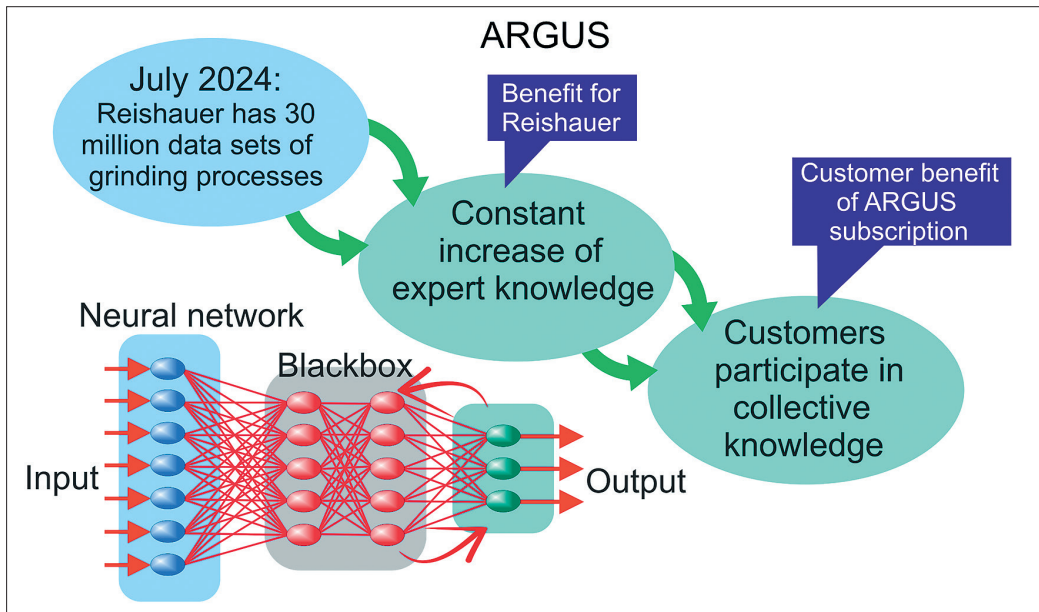 ARGUS
July 2024:
Reishauer has 30
million data sets of
grinding processes
Benefit for
Reishauer
Constant
increase of
expert knowledge
Customer benefit
of ARGUS
subscription
Customers
participate in
collective
knowledge
Neural network
Blackbox
Input
Output